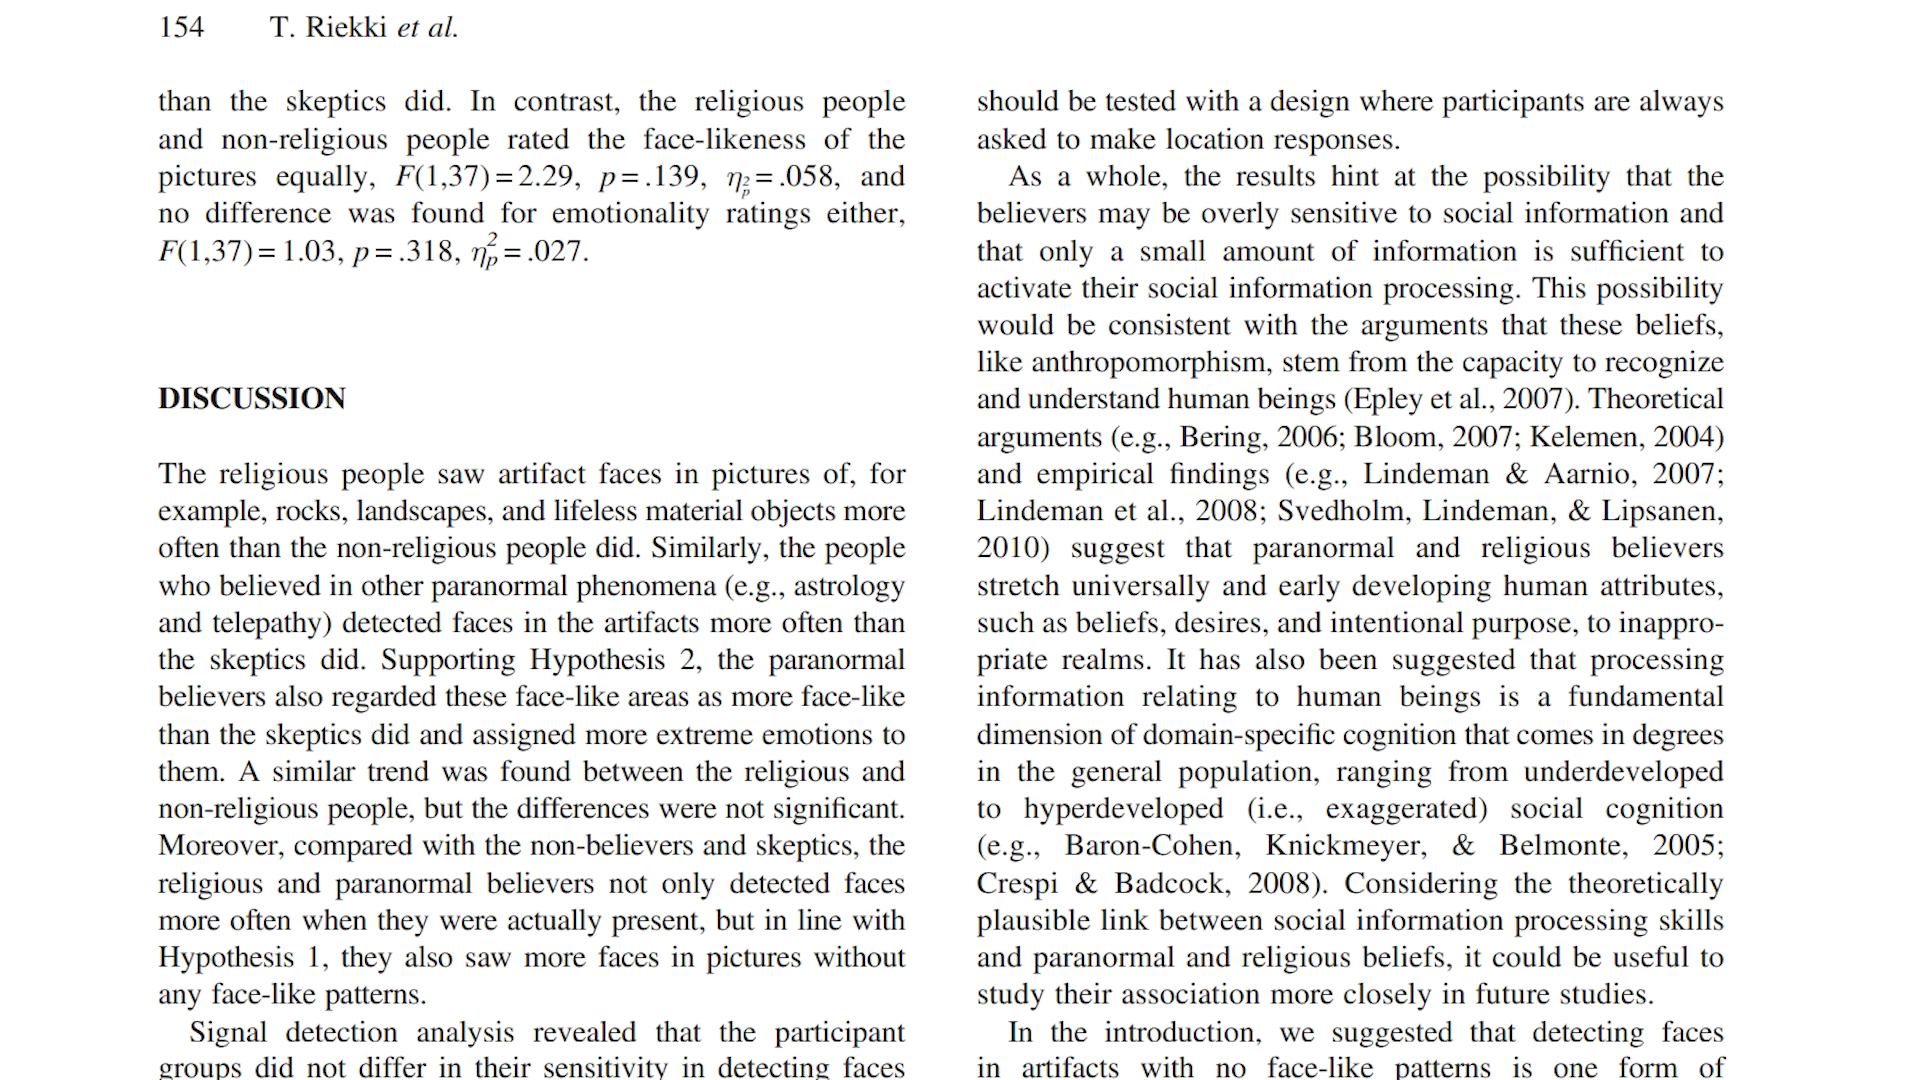 154 T. Riekki et al.
than the skeptics did. In contrast, the religious people
and non-religious people rated the face-likeness of the
pictures equally, F(1,37) = 2.29, p = .139, η²p = .058, and
no difference was found for emotionality ratings either,
F(1,37) = 1.03, p = .318, η²p = .027.
DISCUSSION
The religious people saw artifact faces in pictures of, for
example, rocks, landscapes, and lifeless material objects more
often than the non-religious people did. Similarly, the people
who believed in other paranormal phenomena (e.g., astrology
and telepathy) detected faces in the artifacts more often than
the skeptics did. Supporting Hypothesis 2, the paranormal
believers also regarded these face-like areas as more face-like
than the skeptics did and assigned more extreme emotions to
them. A similar trend was found between the religious and
non-religious people, but the differences were not significant.
Moreover, compared with the non-believers and skeptics, the
religious and paranormal believers not only detected faces
more often when they were actually present, but in line with
Hypothesis 1, they also saw more faces in pictures without
any face-like patterns.
Signal detection analysis revealed that the participant
groups did not differ in their sensitivity in detecting faces
should be tested with a design where participants are always
asked to make location responses.
As a whole, the results hint at the possibility that the
believers may be overly sensitive to social information and
that only a small amount of information is sufficient to
activate their social information processing. This possibility
would be consistent with the arguments that these beliefs,
like anthropomorphism, stem from the capacity to recognize
and understand human beings (Epley et al., 2007). Theoretical
arguments (e.g., Bering, 2006; Bloom, 2007; Kelemen, 2004)
and empirical findings (e.g., Lindeman & Aarnio, 2007;
Lindeman et al., 2008; Svedholm, Lindeman, & Lipsanen,
2010) suggest that paranormal and religious believers
stretch universally and early developing human attributes,
such as beliefs, desires, and intentional purpose, to inappro-
priate realms. It has also been suggested that processing
information relating to human beings is a fundamental
dimension of domain-specific cognition that comes in degrees
in the general population, ranging from underdeveloped
to hyperdeveloped (i.e., exaggerated) social cognition
(e.g., Baron-Cohen, Knickmeyer, & Belmonte, 2005;
Crespi & Badcock, 2008). Considering the theoretically
plausible link between social information processing skills
and paranormal and religious beliefs, it could be useful to
study their association more closely in future studies.
In the introduction, we suggested that detecting faces
in artifacts with no face-like patterns is one form of